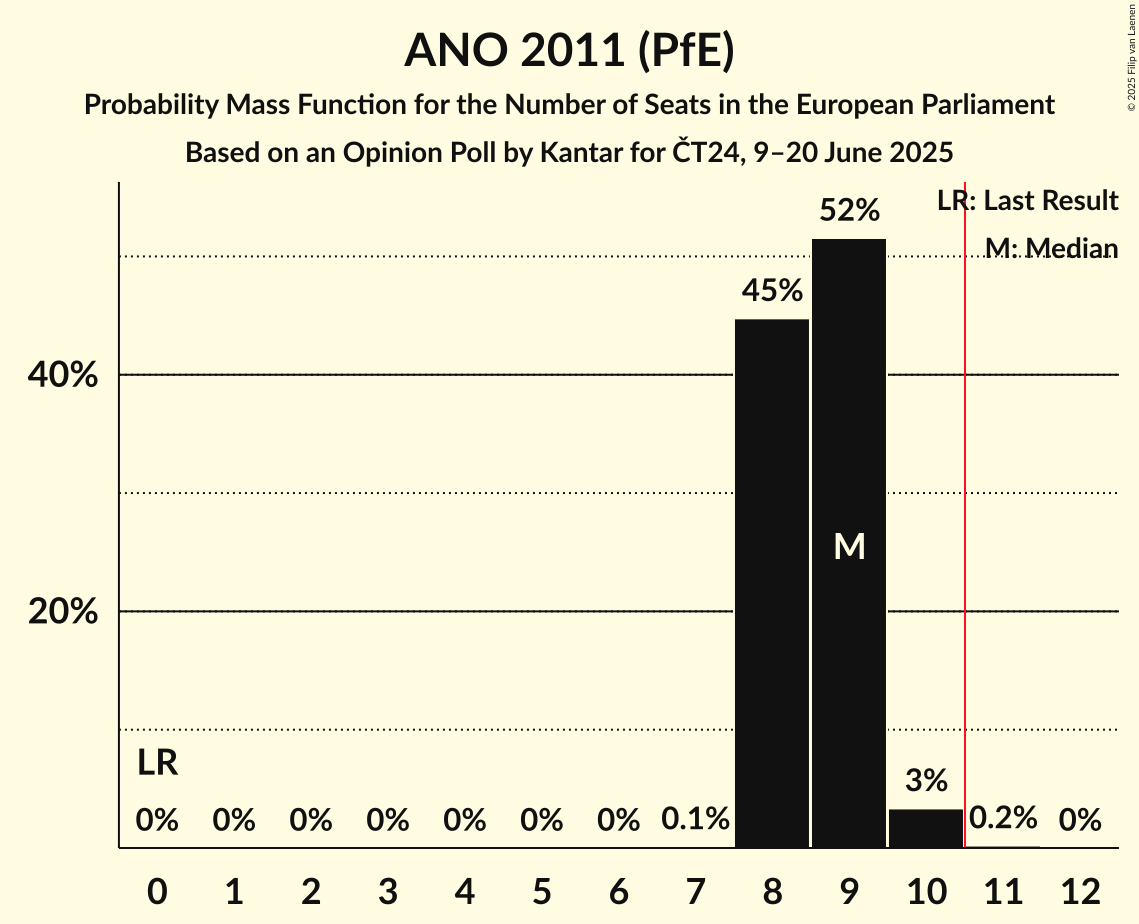 ANO 2011 (PfE)
Probability Mass Function for the Number of Seats in the European Parliament
Based on an Opinion Poll by Kantar for ČT24, 9–20 June 2025
© 2025 Filip van Laenen
LR: Last Result
M: Median
52%
45%
40%
M
20%
LR
3%
0% 0% 0% 0% 0% 0% 0% 0.1% 0.2% 0%
0 1 2 3 4 5 6 7 8 9 10 11 12